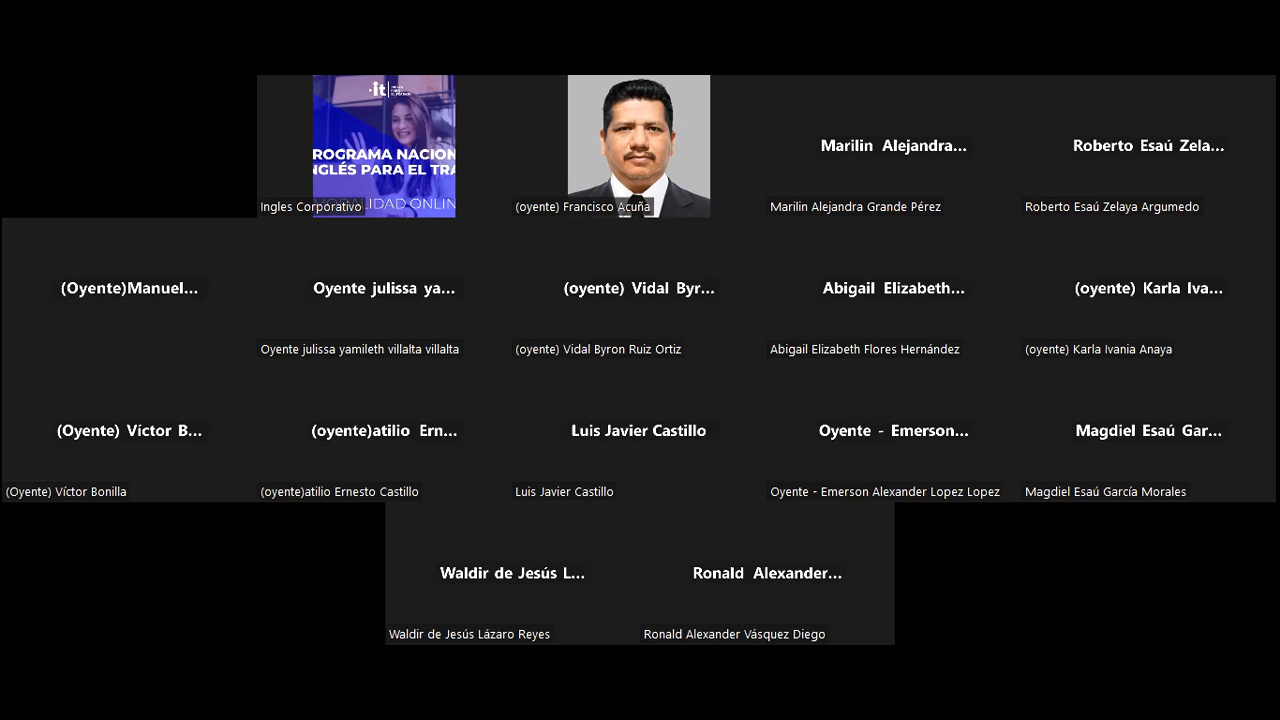 it
ROGRAMA NACION
NGLÉS PARA EL TRA
MODALIDAD ONLIN
Ingles Corporativo
(oyente) Francisco Acuña
Marilin Alejandra...
Marilin Alejandra Grande Pérez
Roberto Esaú Zela...
Roberto Esaú Zelaya Argumedo
(Oyente)Manuel...
Oyente julissa ya...
Oyente julissa yamileth villalta villalta
(oyente) Vidal Byr...
(oyente) Vidal Byron Ruiz Ortiz
Abigail Elizabeth...
Abigail Elizabeth Flores Hernández
(oyente) Karla Iva...
(oyente) Karla Ivania Anaya
(Oyente) Víctor B...
(Oyente) Víctor Bonilla
(oyente)atilio Ern...
(oyente)atilio Ernesto Castillo
Luis Javier Castillo
Luis Javier Castillo
Oyente - Emerson...
Oyente - Emerson Alexander Lopez Lopez
Magdiel Esaú Gar...
Magdiel Esaú García Morales
Waldir de Jesús L...
Waldir de Jesús Lázaro Reyes
Ronald Alexander...
Ronald Alexander Vásquez Diego